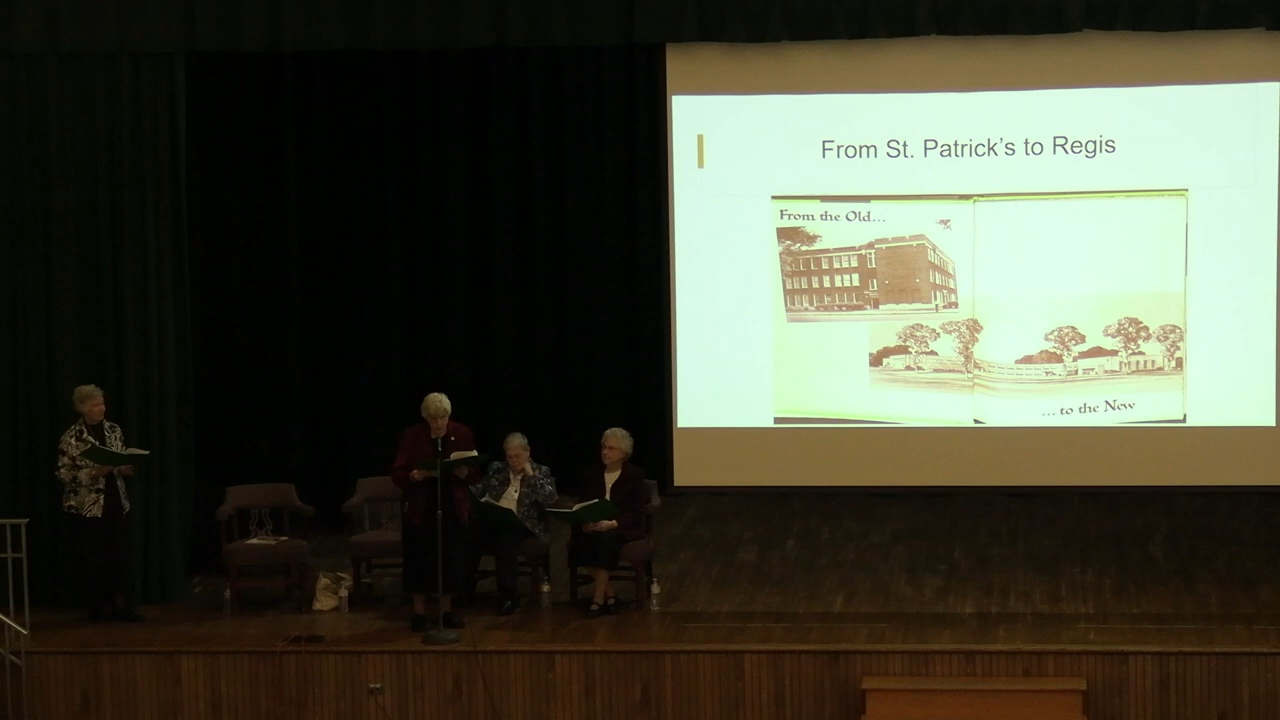 From St. Patrick's to Regis
From the Old...
...to the New